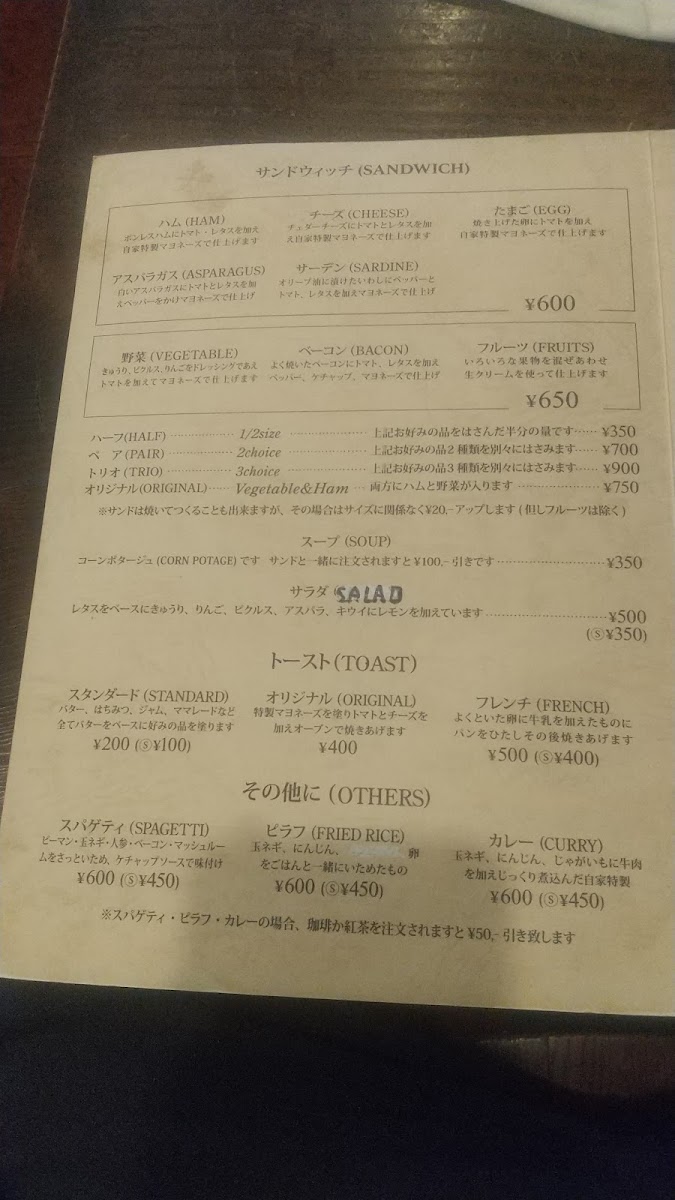 サンドウィッチ (SANDWICH)
ハム (HAM)
ボンレスハムにトマト・レタスを加え
自家特製マヨネーズで仕上げます
チーズ (CHEESE)
チェダーチーズにトマトとレタスを加
え自家特製マヨネーズで仕上げます
たまご (EGG)
焼き上げた卵にトマトを加え
自家特製マヨネーズで仕上げます
アスパラガス (ASPARAGUS)
白いアスパラガスにトマトとレタスを加
えペッパーをかけマヨネーズで仕上げ
サーデン (SARDINE)
オリーブ油に漬けたいわしにペッパーと
トマト、レタスを加えマヨネーズで仕上げ
¥600
野菜 (VEGETABLE)
きゅうり、ピクルス、りんごをドレッシングであえ
トマトを加えてマヨネーズで仕上げます
ベーコン (BACON)
よく焼いたベーコンにトマト、レタスを加え
ペッパー、ケチャップ、マヨネーズで仕上げ
フルーツ (FRUITS)
いろいろな果物を混ぜあわせ
生クリームを使って仕上げます
¥650
ハーフ(HALF) ……………… 1/2size ……………… 上記お好みの品をはさんだ半分の量です…… ¥350
ペ ア (PAIR) ……………… 2choice ……………… 上記お好みの品2種類を別々にはさみます…… ¥700
トリオ (TRIO) ……………… 3choice ……………… 上記お好みの品3種類を別々にはさみます…… ¥900
オリジナル(ORIGINAL)…… Vegetable&Ham … 両方にハムと野菜が入ります ……………… ¥750
※サンドは焼いてつくることも出来ますが、その場合はサイズに関係なく¥20,-アップします ( 但しフルーツは除く )
スープ (SOUP)
コーンポタージュ (CORN POTAGE) です サンドと一緒に注文されますと ¥100,- 引きです ……………… ¥350
サラダ (SALAD
レタスをベースにきゅうり、りんご、ピクルス、アスパラ、キウイにレモンを加えています ……………… ¥500
(Ⓢ¥350)
トースト(TOAST)
スタンダード (STANDARD)
バター、はちみつ、ジャム、ママレードなど
全てバターをベースに好みの品を塗ります
¥200 (Ⓢ¥100)
オリジナル (ORIGINAL)
特製マヨネーズを塗りトマトとチーズを
加えオーブンで焼きあげます
¥400
フレンチ (FRENCH)
よくといた卵に牛乳を加えたものに
パンをひたしその後焼きあげます
¥500 (Ⓢ¥400)
その他に (OTHERS)
スパゲティ (SPAGETTI)
ピーマン・玉ネギ・人参・ベーコン・マッシュルー
ムをさっといため、ケチャップソースで味付け
¥600 (Ⓢ¥450)
ピラフ (FRIED RICE)
玉ネギ、にんじん、 卵
をごはんと一緒にいためたもの
¥600 (Ⓢ¥450)
カレー (CURRY)
玉ネギ、にんじん、じゃがいもに牛肉
を加えじっくり煮込んだ自家特製
¥600 (Ⓢ¥450)
※スパゲティ・ピラフ・カレーの場合、珈琲か紅茶を注文されますと ¥50,- 引き致します